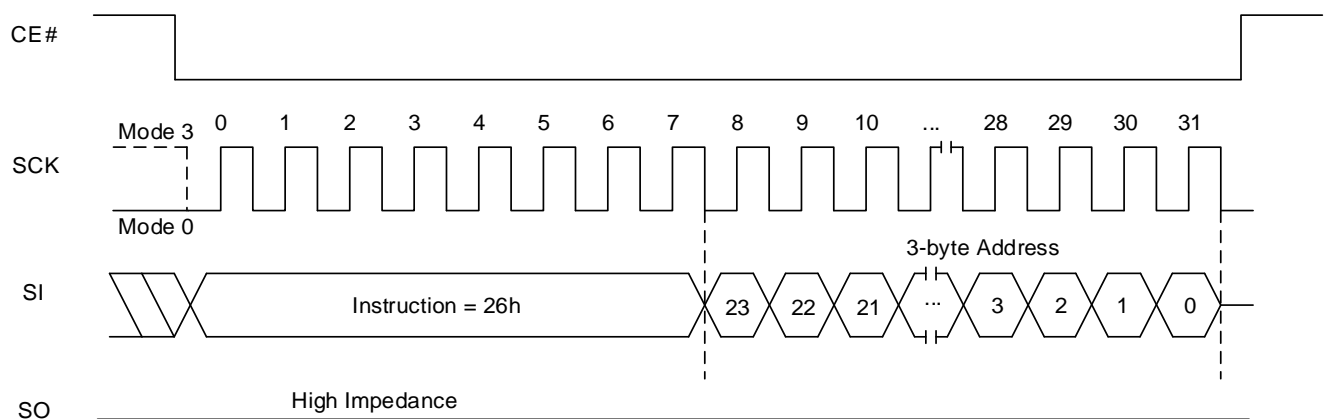 CE#
Mode 3
0 1 2 3 4 5 6 7 8 9 10 ... 28 29 30 31
SCK
Mode 0
3-byte Address
SI
Instruction = 26h
23 22 21 ... 3 2 1 0
High Impedance
SO